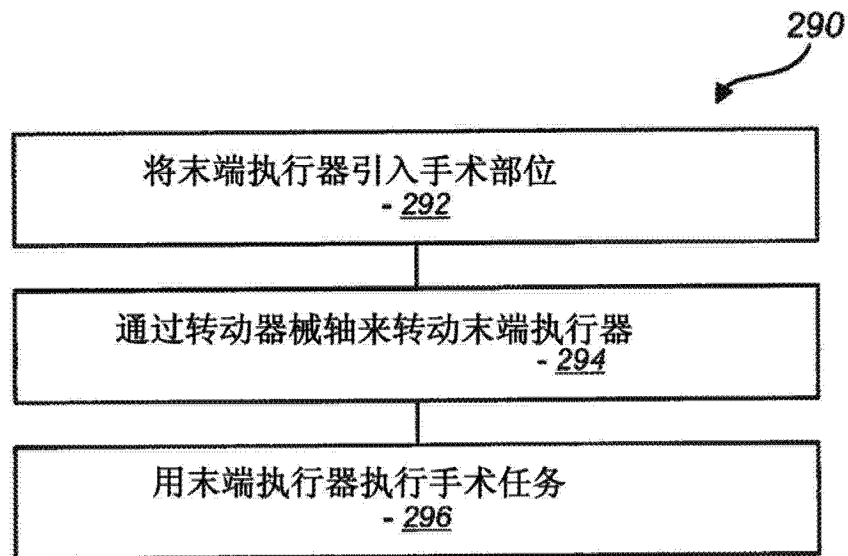 290
将末端执行器引入手术部位
- 292
通过转动器械轴来转动末端执行器
- 294
用末端执行器执行手术任务
- 296